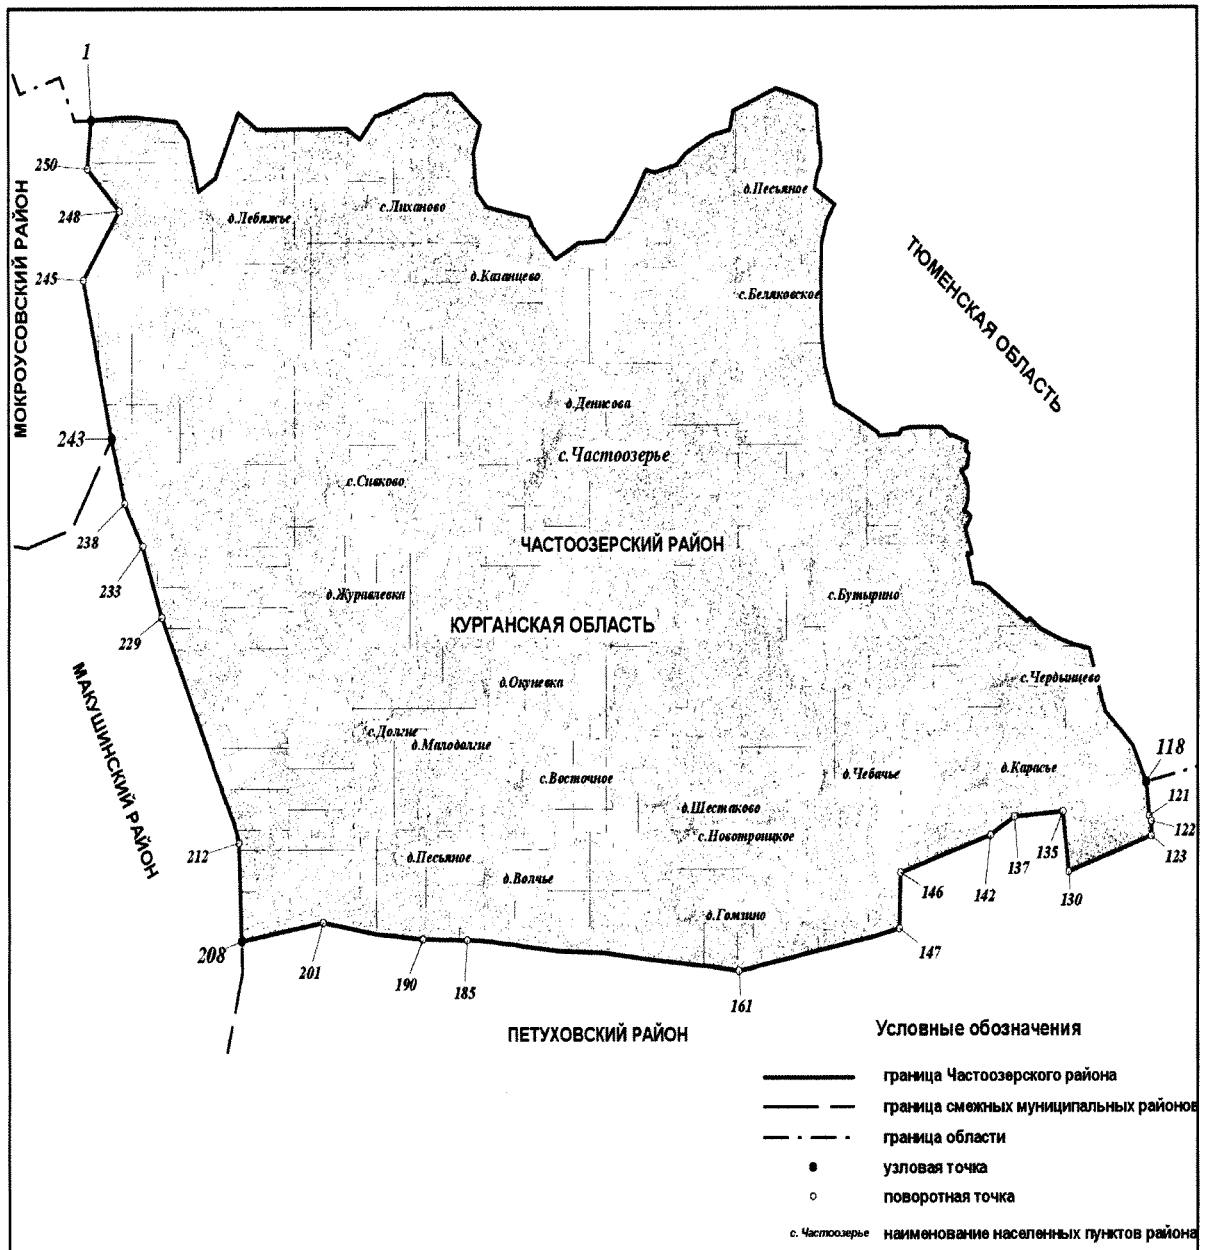 1
250
МОКРОУСОВСКИЙ РАЙОН
248
245
д.Лебяжье
с.Лиханово
д.Казанцево
д.Песьяное
с.Беляковское
ТЮМЕНСКАЯ ОБЛАСТЬ
243
д.Денисова
с.Частоозерье
с.Сивково
238
233
229
ЧАСТООЗЕРСКИЙ РАЙОН
д.Журавлевка
с.Бутырино
КУРГАНСКАЯ ОБЛАСТЬ
МАКУШИНСКИЙ РАЙОН
д.Окуневка
с.Чердынцево
с.Долгие
д.Малодолгие
с.Восточное
д.Чебачье
д.Карасье
118
121
122
123
д.Шестаково
с.Новотроицкое
135
137
142
130
146
212
д.Песьяное
д.Волчье
д.Гомзино
147
208
201
190
185
161
ПЕТУХОВСКИЙ РАЙОН
Условные обозначения
граница Частоозерского района
граница смежных муниципальных районов
граница области
узловая точка
поворотная точка
с. Частоозерье наименование населенных пунктов района